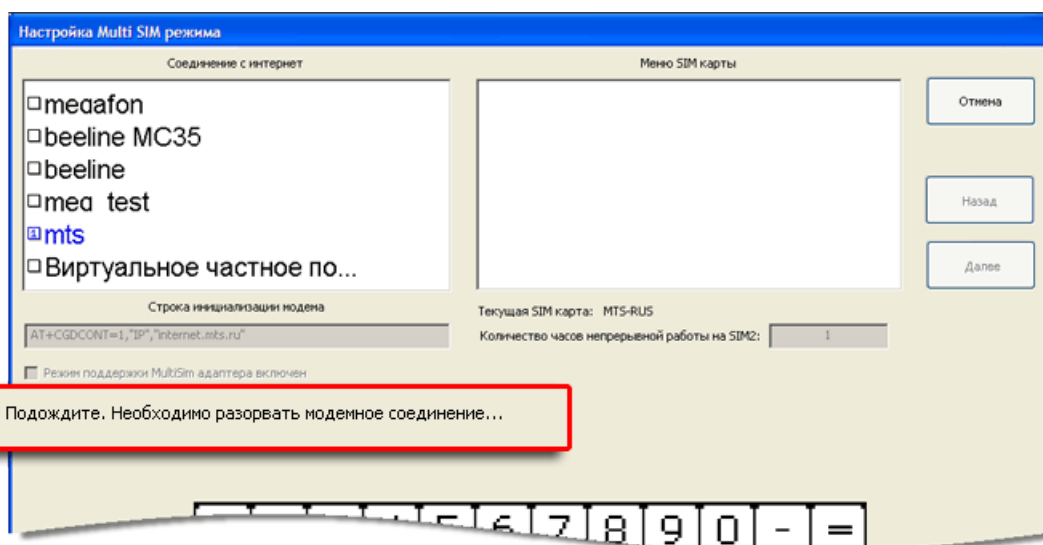 Настройка Multi SIM режима
Соединение с интернет
Меню SIM карты
megafon
beeline MC35
beeline
meg_test
1 mts
Виртуальное частное по...
Отмена
Назад
Далее
Строка инициализации модема
AT+CGDCONT=1,"IP","internet.mts.ru"
Режим поддержки MultiSim адаптера включен
Текущая SIM карта: MTS-RUS
Количество часов непрерывной работы на SIM2: 1
Подождите. Необходимо разорвать модемное соединение...
4 5 6 7 8 9 0 - =